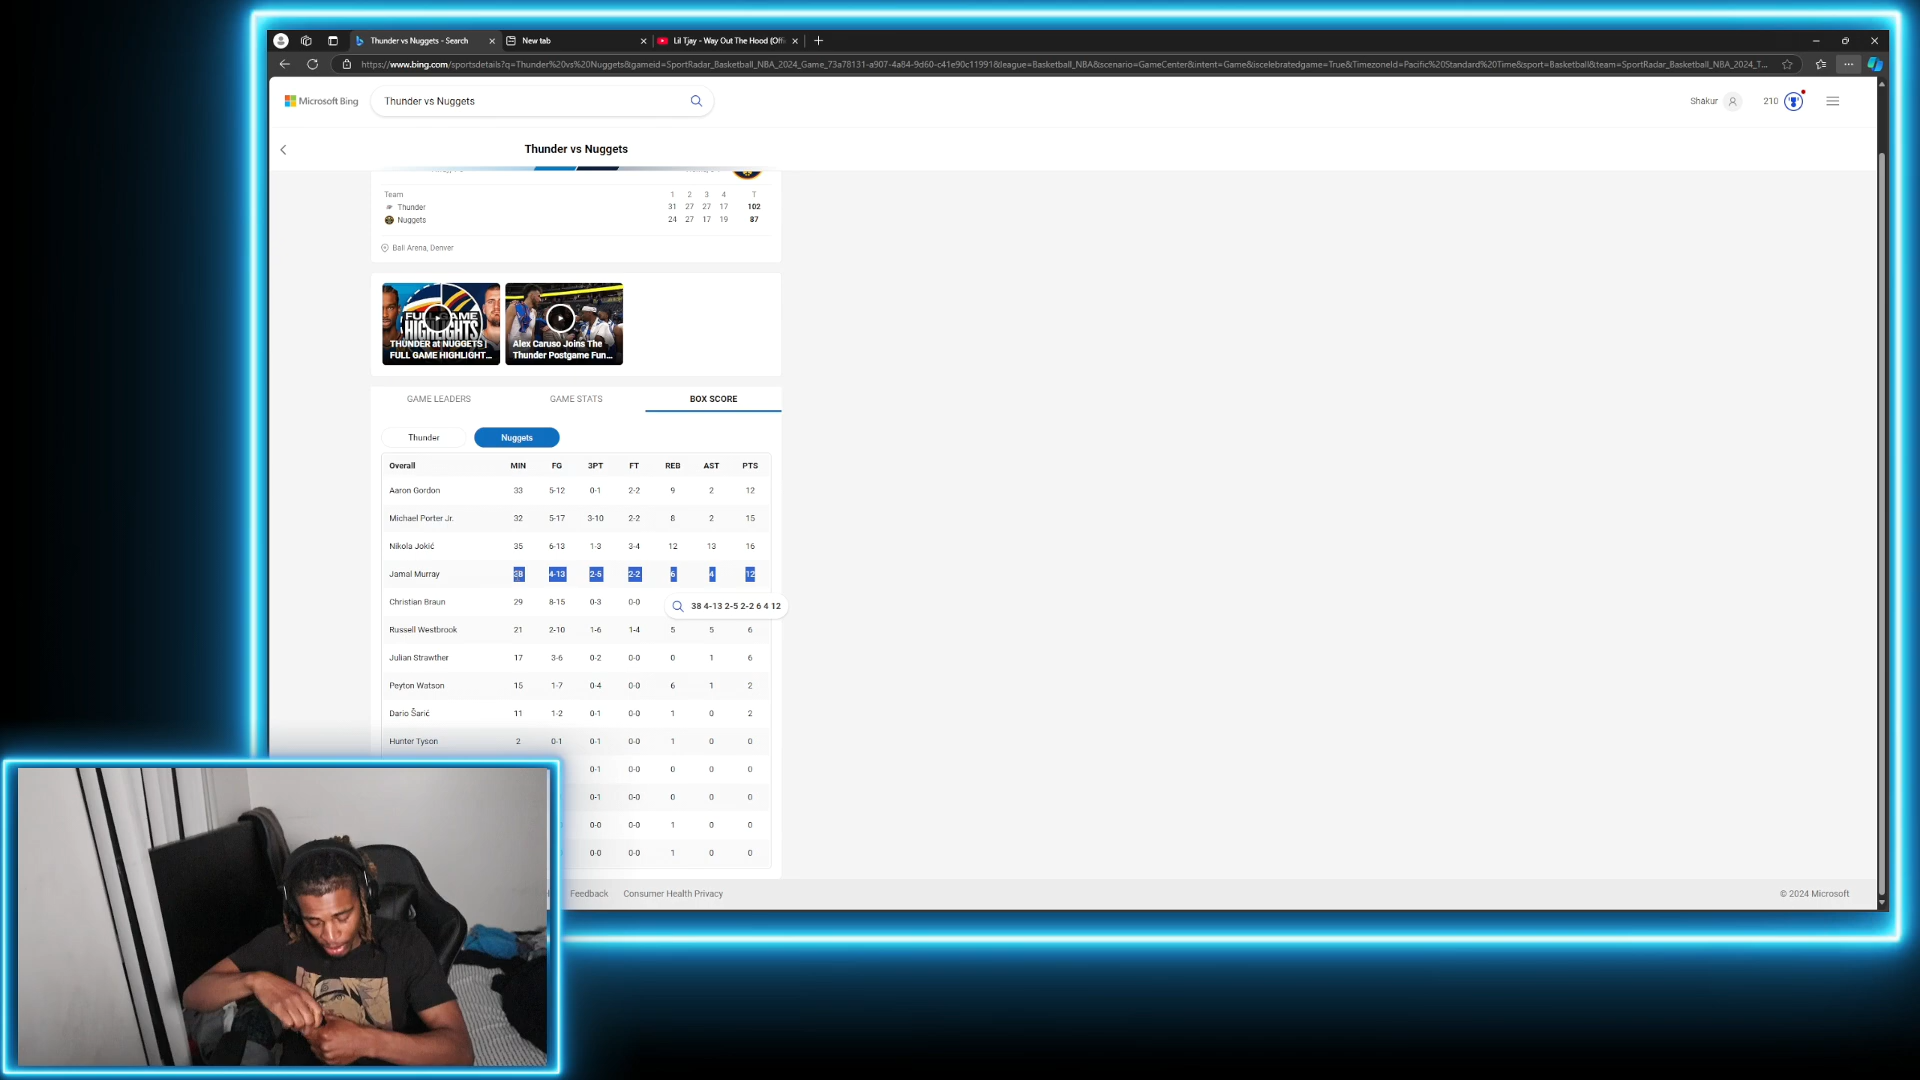 Thunder vs Nuggets - Search
New tab
Lil Tjay - Way Out The Hood (Offi
https://www.bing.com/sportsdetails?q=Thunder%20vs%20Nuggets&gameid=SportRadar_Basketball_NBA_2024_Game_73a78131-a907-4a84-9d60-c41e90c11991&league=Basketball_NBA&scenario=GameCenter&intent=Game&iscelebratedgame=True&TimezoneId=Pacific%20Standard%20Time&sport=Basketball&team=SportRadar_Basketball_NBA_2024_T...
Microsoft Bing
Thunder vs Nuggets
Shakur
210
Thunder vs Nuggets
Team 1 2 3 4 T
Thunder 31 27 27 17 102
Nuggets 24 27 17 19 87
Ball Arena, Denver
FULL GAME
HIGHLIGHTS
THUNDER at NUGGETS |
FULL GAME HIGHLIGHT...
Alex Caruso Joins The
Thunder Postgame Fun...
GAME LEADERS GAME STATS BOX SCORE
Thunder Nuggets
Overall MIN FG 3PT FT REB AST PTS
Aaron Gordon 33 5-12 0-1 2-2 9 2 12
Michael Porter Jr. 32 5-17 3-10 2-2 8 2 15
Nikola Jokić 35 6-13 1-3 3-4 12 13 16
Jamal Murray 38 4-13 2-5 2-2 6 4 12
Christian Braun 29 8-15 0-3 0-0
38 4-13 2-5 2-2 6 4 12
Russell Westbrook 21 2-10 1-6 1-4 5 5 6
Julian Strawther 17 3-6 0-2 0-0 0 1 6
Peyton Watson 15 1-7 0-4 0-0 6 1 2
Dario Šarić 11 1-2 0-1 0-0 1 0 2
Hunter Tyson 2 0-1 0-1 0-0 1 0 0
0-1 0-0 0 0 0
0-1 0-0 0 0 0
0-0 0-0 1 0 0
0-0 0-0 1 0 0
Feedback Consumer Health Privacy
© 2024 Microsoft